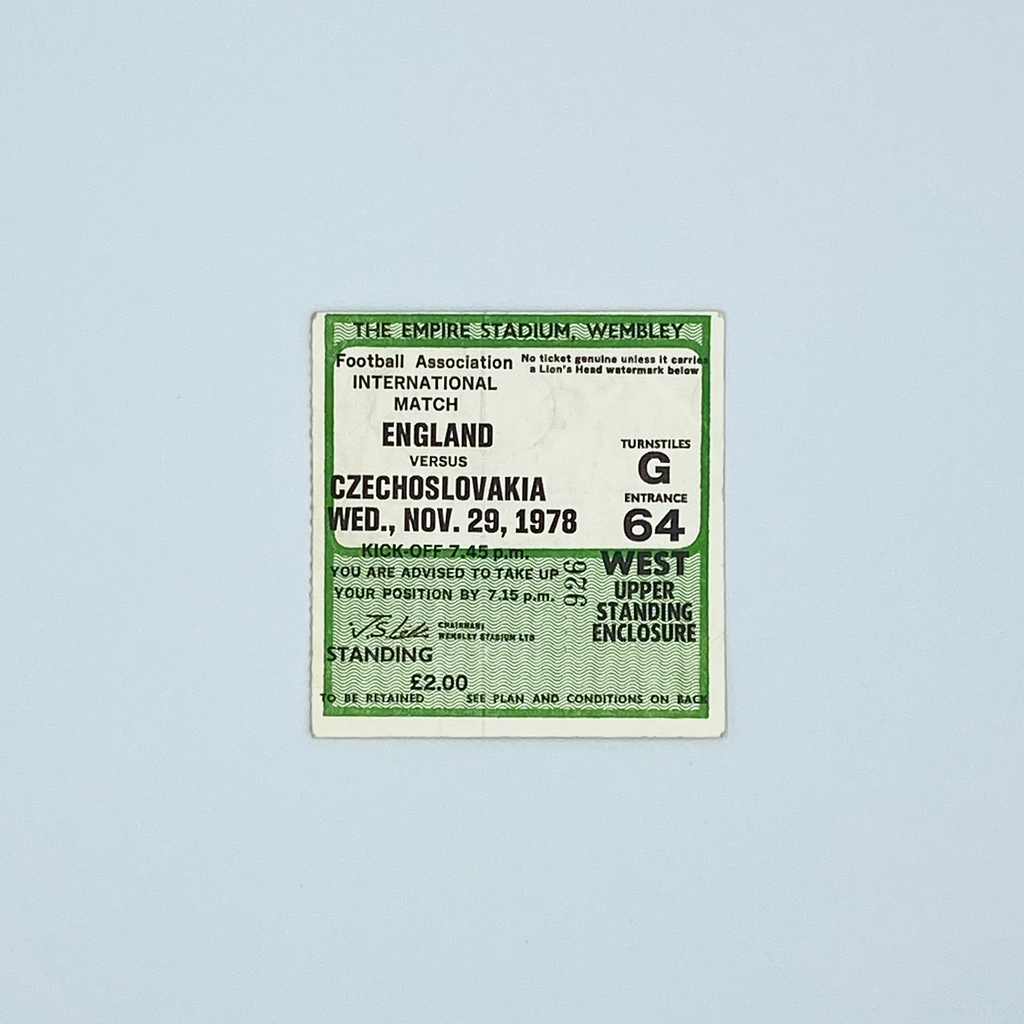 THE EMPIRE STADIUM, WEMBLEY
Football Association
INTERNATIONAL
MATCH
ENGLAND
VERSUS
CZECHOSLOVAKIA
WED., NOV. 29, 1978
KICK-OFF 7.45 p.m.
YOU ARE ADVISED TO TAKE UP
YOUR POSITION BY 7.15 p.m.
CHAIRMAN
WEMBLEY STADIUM LTD
STANDING
£2.00
No ticket genuine unless it carries
a Lion's Head watermark below
TURNSTILES
G
ENTRANCE
64
WEST
UPPER
STANDING
ENCLOSURE
926
TO BE RETAINED SEE PLAN AND CONDITIONS ON BACK